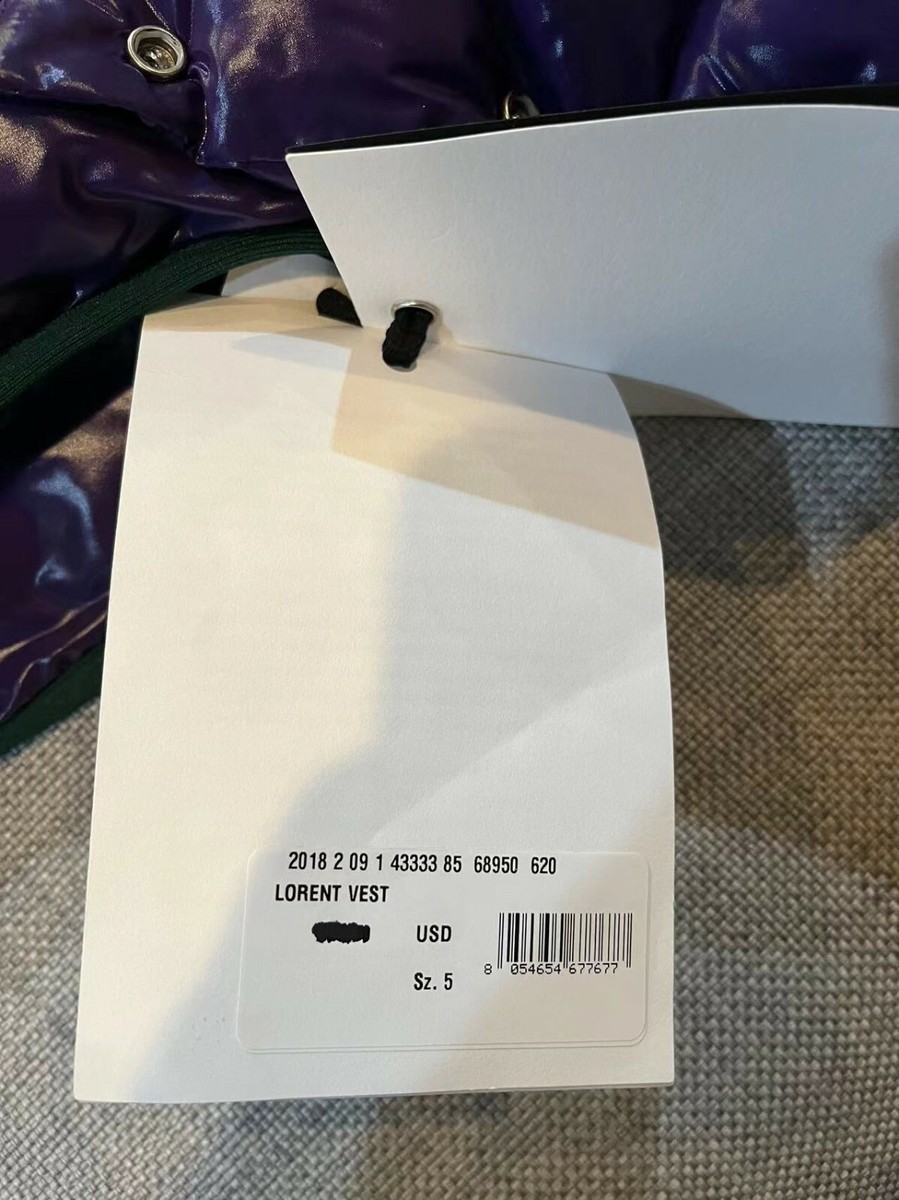 2018 2 09 1 43333 85 68950 620
LORENT VEST
USD
Sz. 5
8 054654 677677